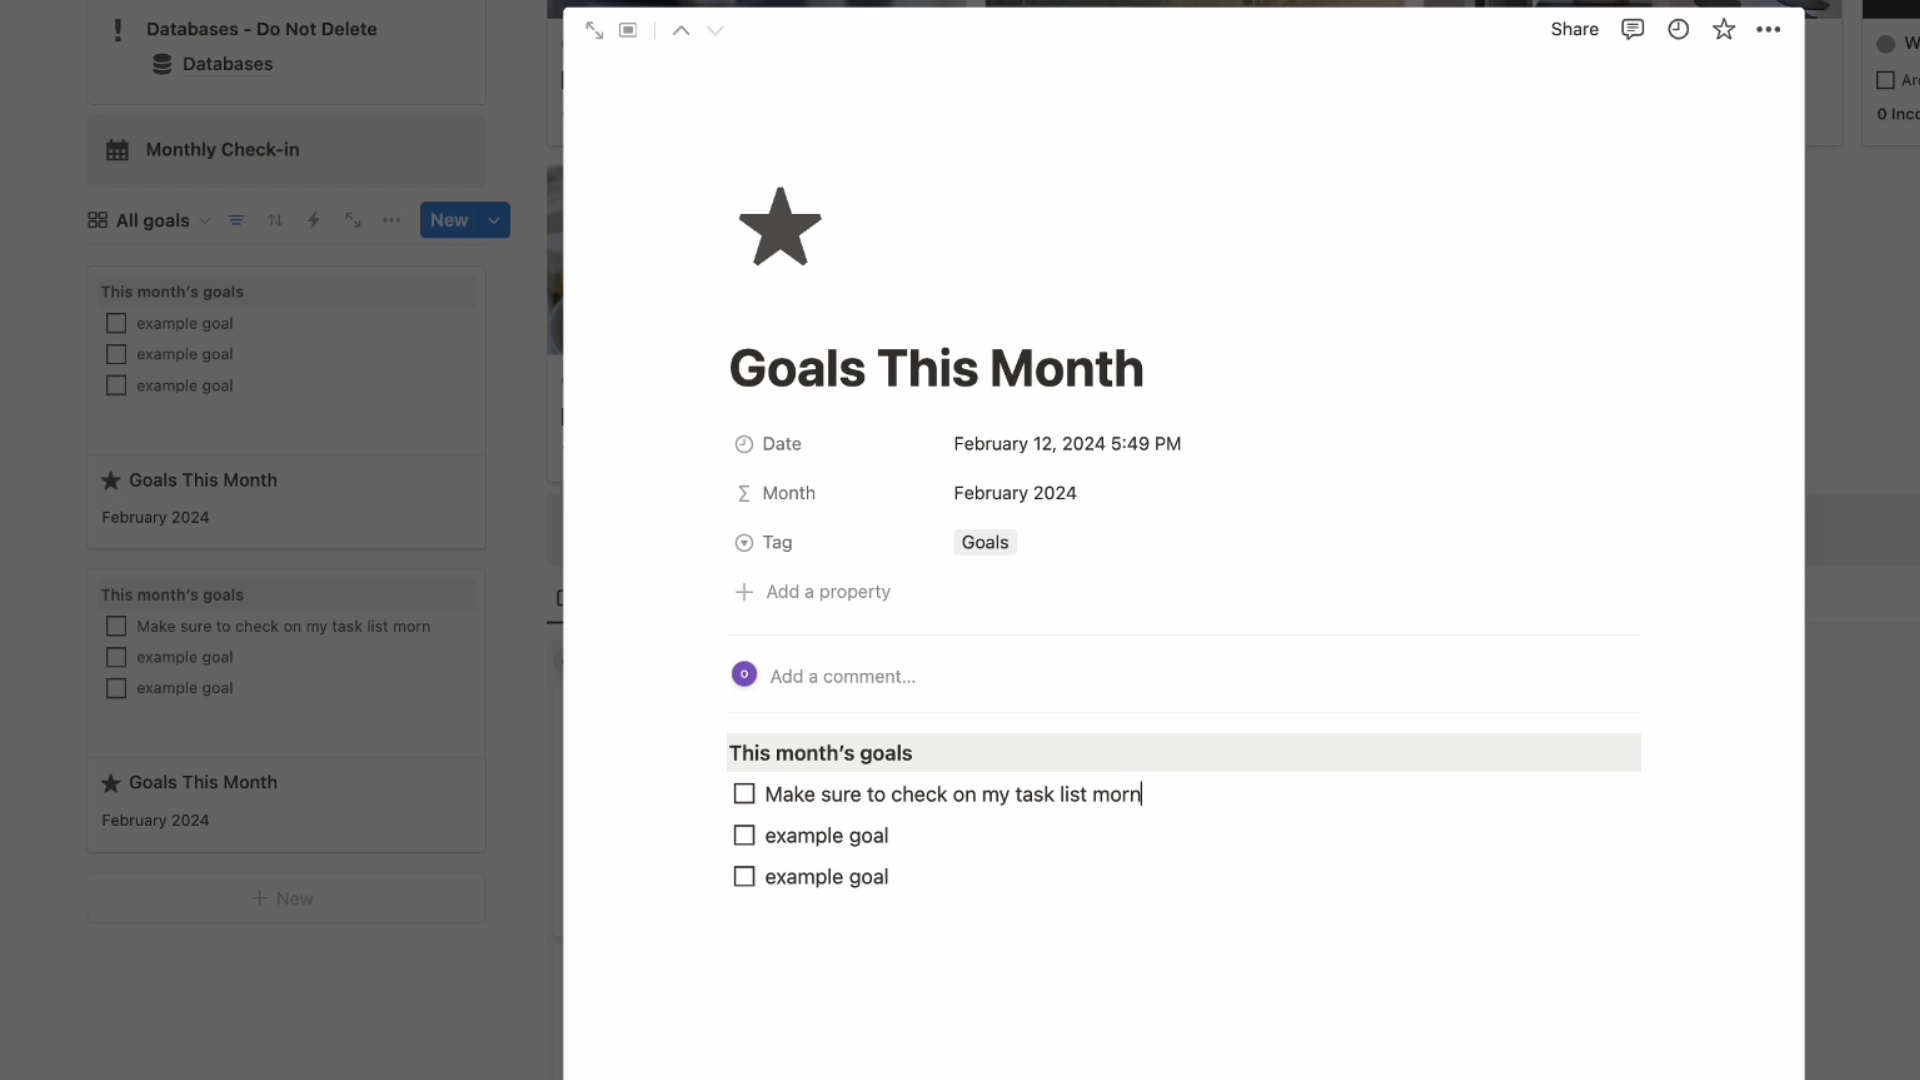 Databases - Do Not Delete
Databases
Monthly Check-in
All goals
New
This month's goals
example goal
example goal
example goal
Goals This Month
February 2024
This month's goals
Make sure to check on my task list morn
example goal
example goal
Goals This Month
February 2024
New
Share
Goals This Month
Date February 12, 2024 5:49 PM
Month February 2024
Tag Goals
Add a property
O Add a comment...
This month's goals
Make sure to check on my task list morn
example goal
example goal